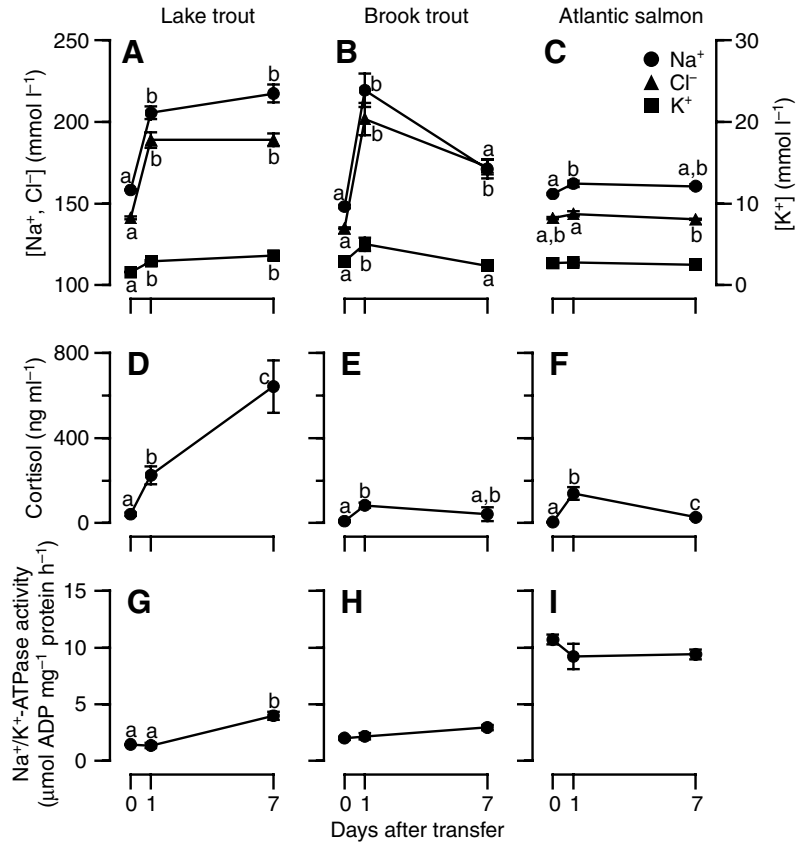 Lake trout Brook trout Atlantic salmon
250 A B C 30
Na⁺
Cl⁻
K⁺
200 20
150 10
100 0
[Na⁺, Cl⁻] (mmol l⁻¹)
[K⁺] (mmol l⁻¹)
a b b
a b b
a b b
a b a
a b b
a b a
a b a,b
a,b a b
800 D E F
400
0
Cortisol (ng ml⁻¹)
a b c
a b a,b
a b c
15 G H I
10
5
0
Na⁺/K⁺-ATPase activity
(μmol ADP mg⁻¹ protein h⁻¹)
a a b
0 1 7 0 1 7 0 1 7
Days after transfer